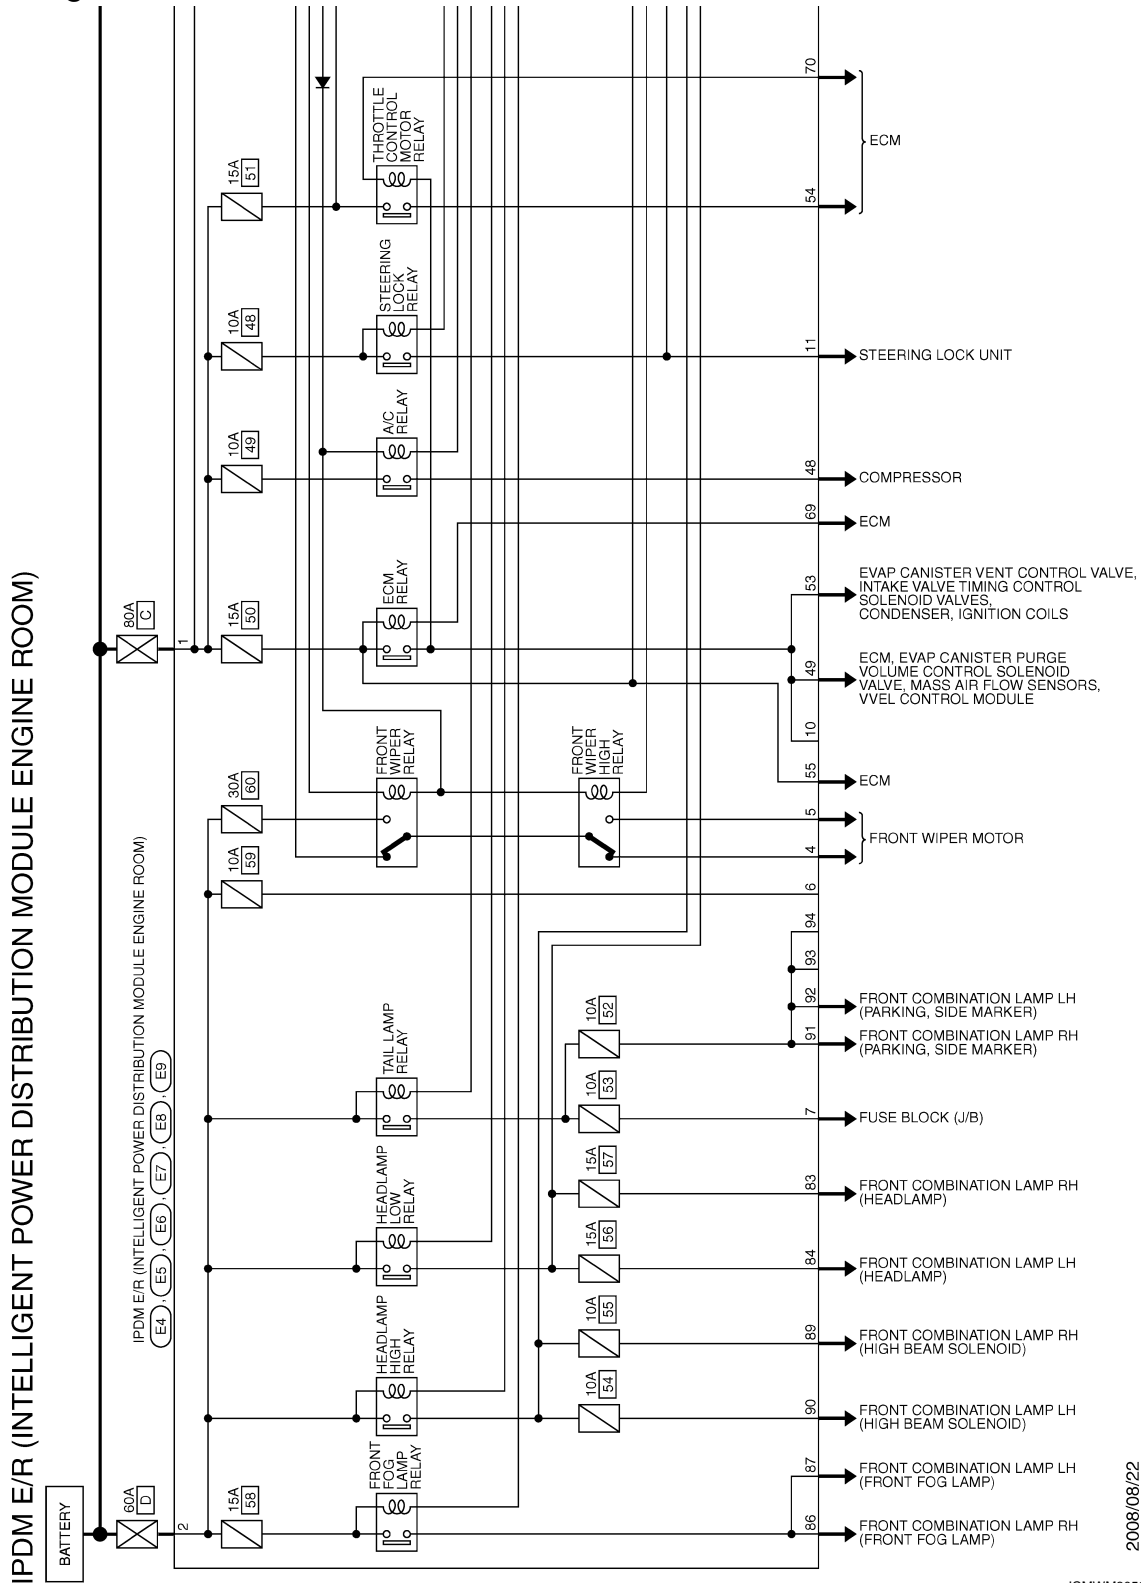 IPDM E/R (INTELLIGENT POWER DISTRIBUTION MODULE ENGINE ROOM)
BATTERY
80A
C
60A
D
1
2
IPDM E/R (INTELLIGENT POWER DISTRIBUTION MODULE ENGINE ROOM)
E4 , E5 , E6 , E7 , E8 , E9
15A
51
10A
48
10A
49
15A
50
30A
60
10A
59
15A
58
THROTTLE
CONTROL
MOTOR
RELAY
STEERING
LOCK
RELAY
A/C
RELAY
ECM
RELAY
FRONT
WIPER
RELAY
FRONT
WIPER
HIGH
RELAY
TAIL LAMP
RELAY
HEADLAMP
LOW
RELAY
HEADLAMP
HIGH
RELAY
FRONT
FOG
LAMP
RELAY
10A
52
10A
53
15A
57
15A
56
10A
55
10A
54
70
54
ECM
11
STEERING LOCK UNIT
48
COMPRESSOR
69
ECM
53
EVAP CANISTER VENT CONTROL VALVE,
INTAKE VALVE TIMING CONTROL
SOLENOID VALVES,
CONDENSER, IGNITION COILS
49
ECM, EVAP CANISTER PURGE
VOLUME CONTROL SOLENOID
VALVE, MASS AIR FLOW SENSORS,
VVEL CONTROL MODULE
10
55
ECM
5
4
FRONT WIPER MOTOR
6
94
93
92
FRONT COMBINATION LAMP LH
(PARKING, SIDE MARKER)
91
FRONT COMBINATION LAMP RH
(PARKING, SIDE MARKER)
7
FUSE BLOCK (J/B)
83
FRONT COMBINATION LAMP RH
(HEADLAMP)
84
FRONT COMBINATION LAMP LH
(HEADLAMP)
89
FRONT COMBINATION LAMP RH
(HIGH BEAM SOLENOID)
90
FRONT COMBINATION LAMP LH
(HIGH BEAM SOLENOID)
87
FRONT COMBINATION LAMP LH
(FRONT FOG LAMP)
86
FRONT COMBINATION LAMP RH
(FRONT FOG LAMP)
2008/08/22